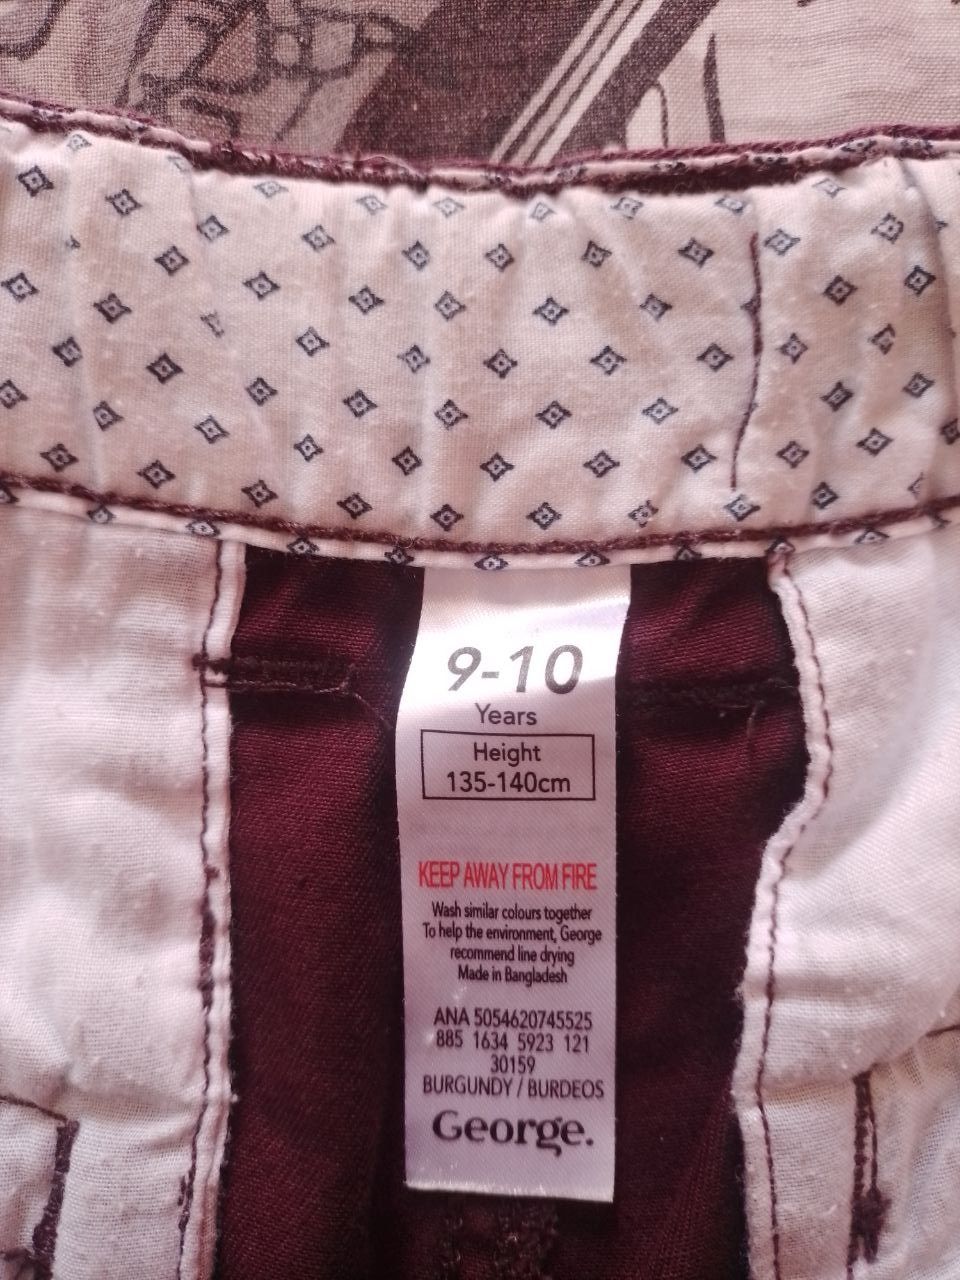 9-10
Years
Height
135-140cm
KEEP AWAY FROM FIRE
Wash similar colours together
To help the environment, George
recommend line drying
Made in Bangladesh
ANA 5054620745525
885 1634 5923 121
30159
BURGUNDY / BURDEOS
George.